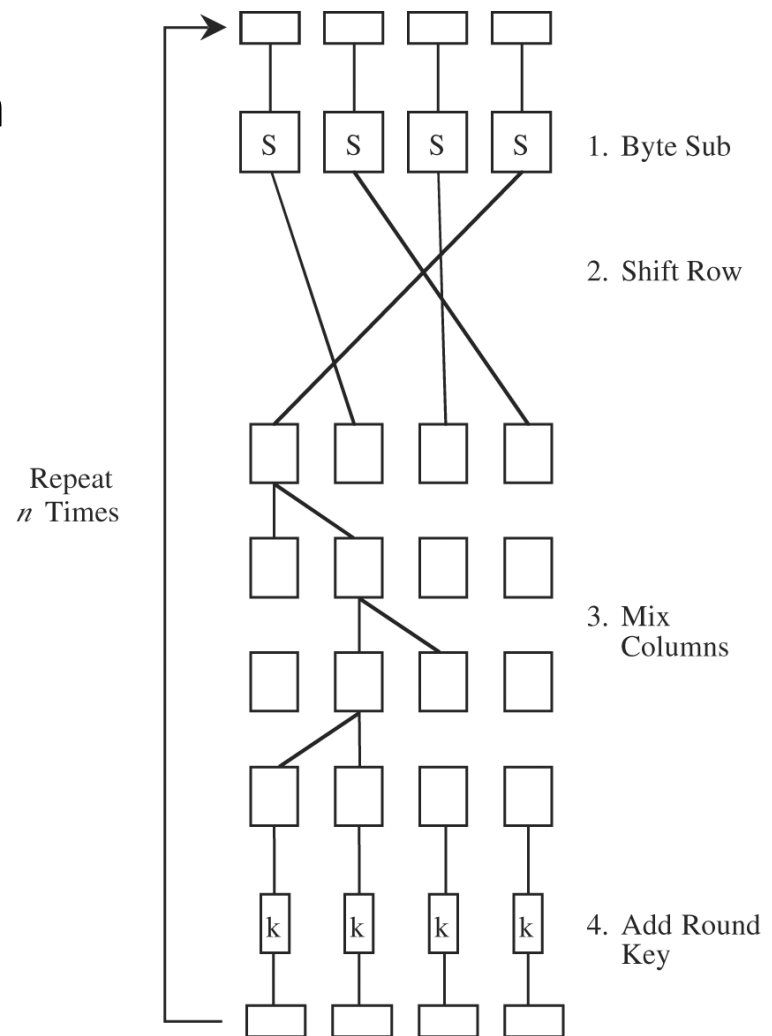 S S S S
1. Byte Sub
2. Shift Row
Repeat
n Times
3. Mix
Columns
k k k k
4. Add Round
Key